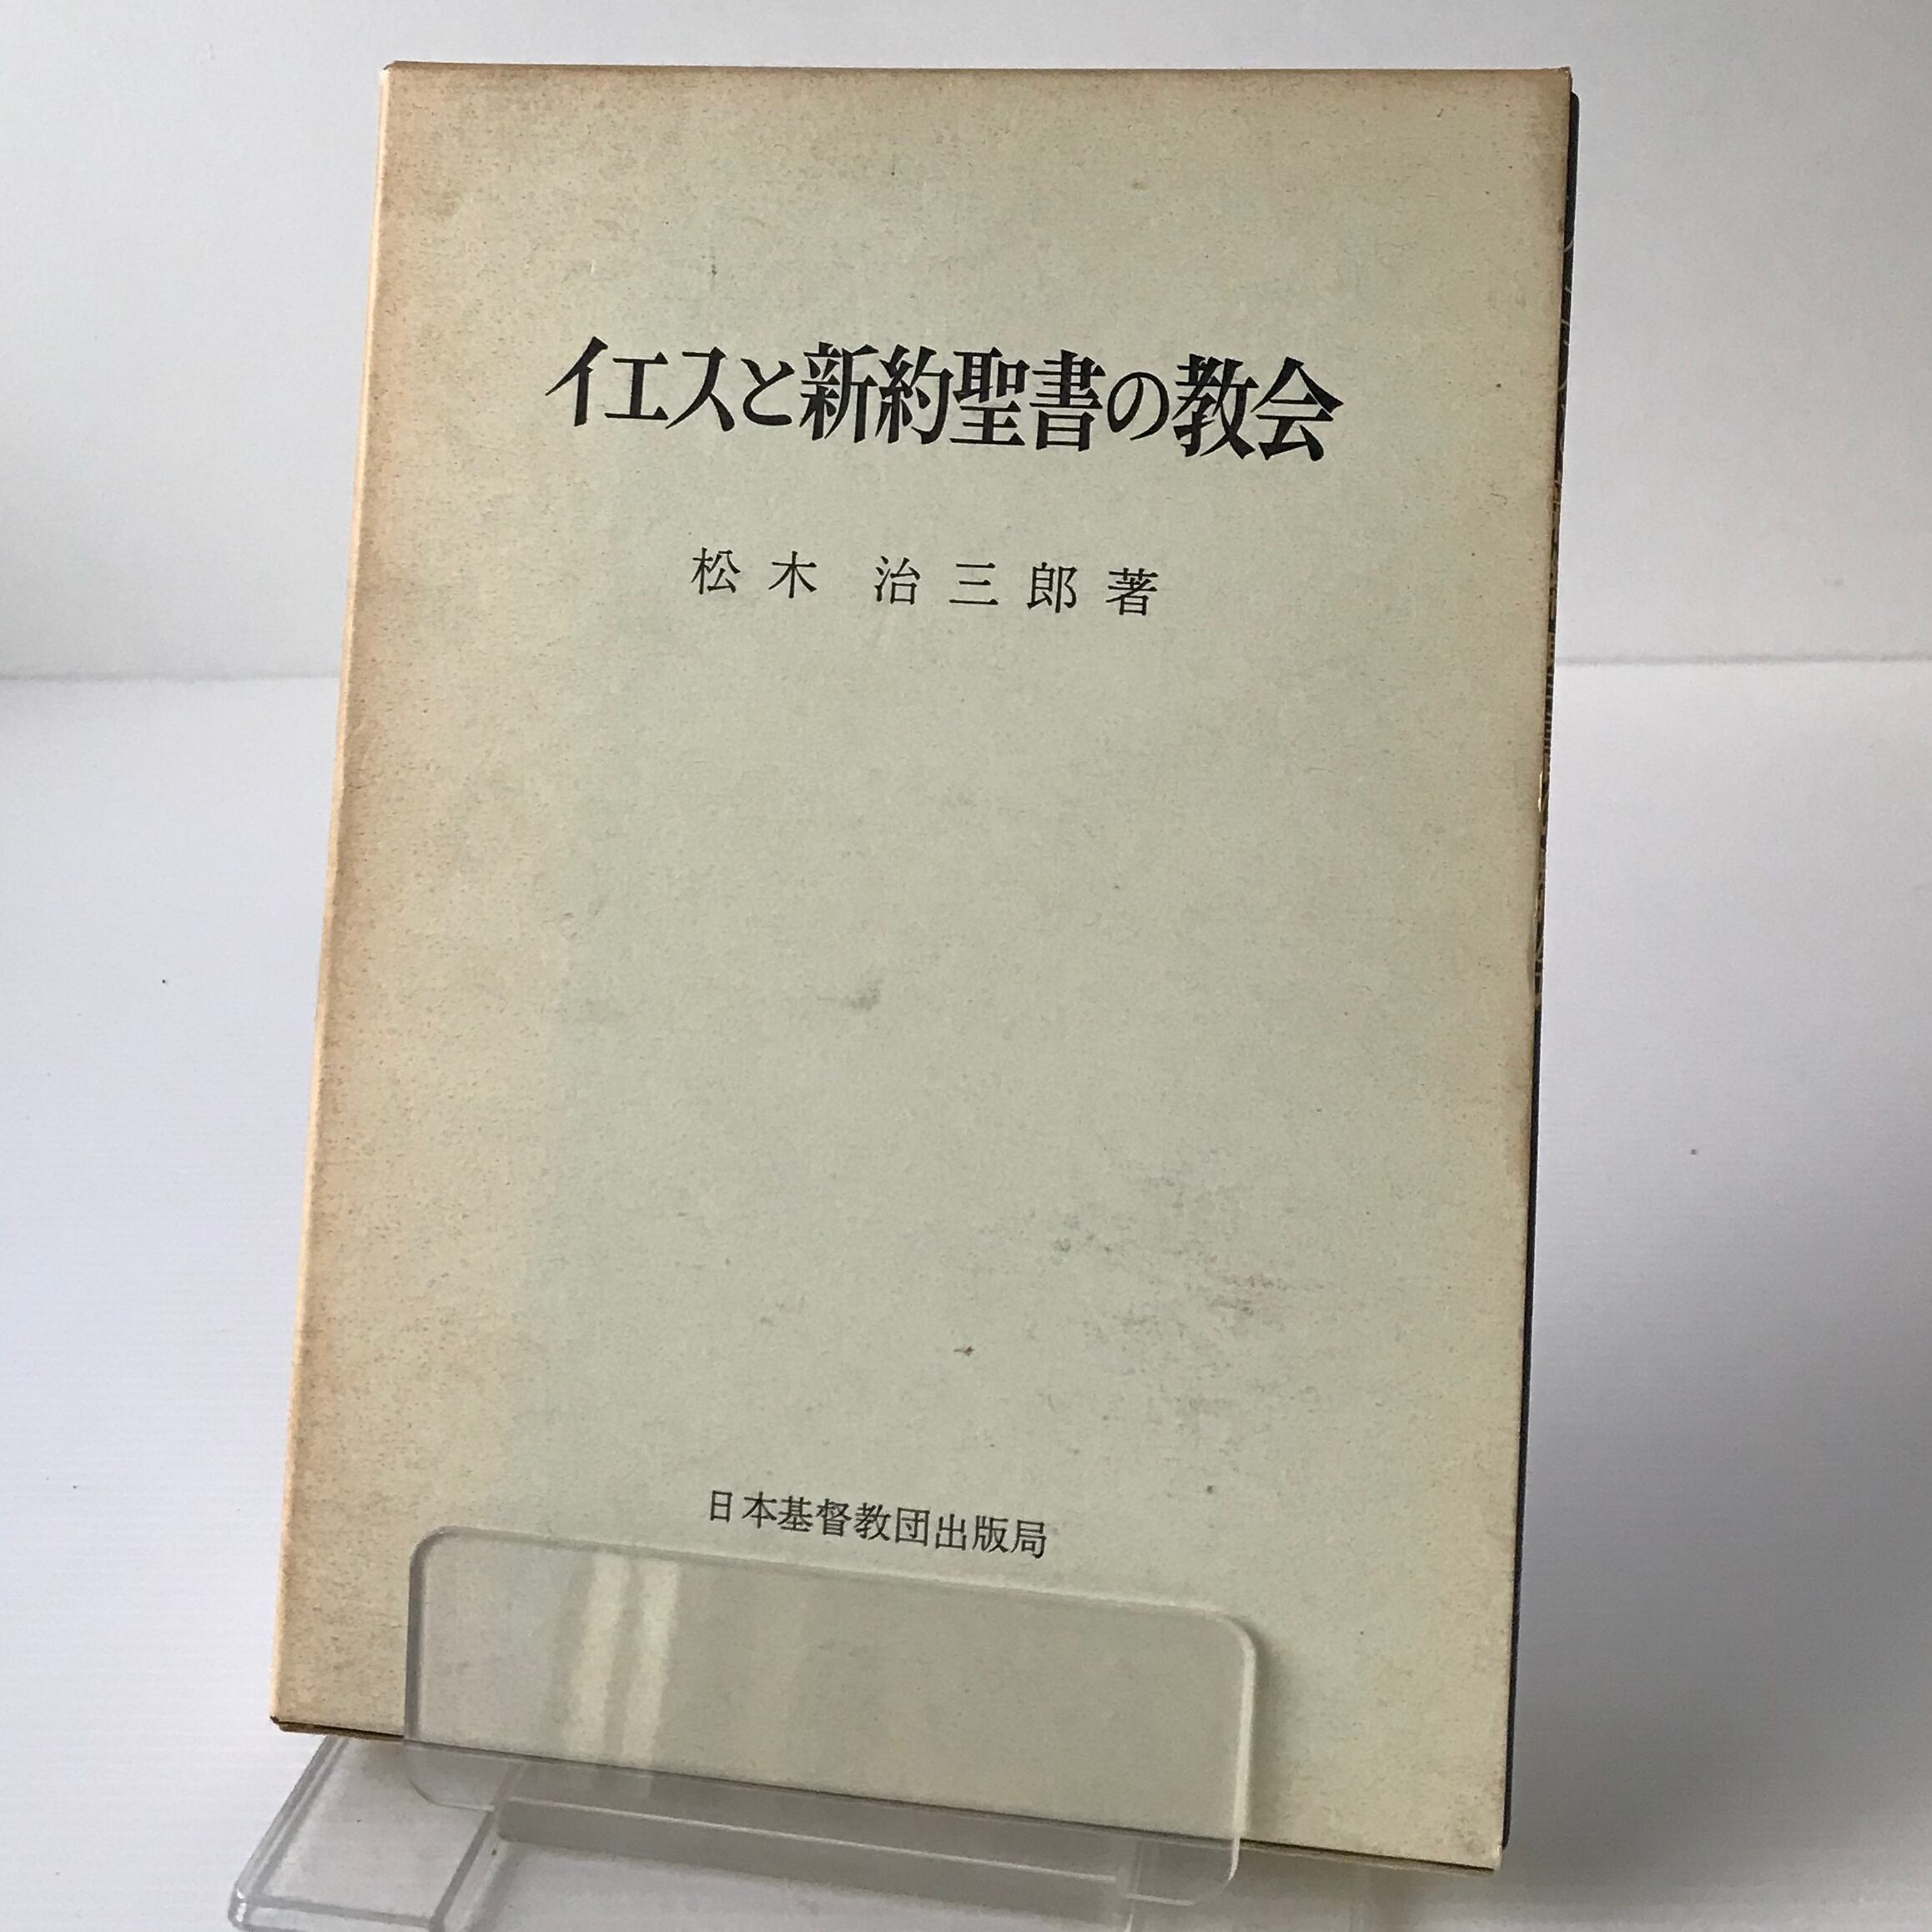 イエスと新約聖書の教会
松木 治三郎著
日本基督教団出版局